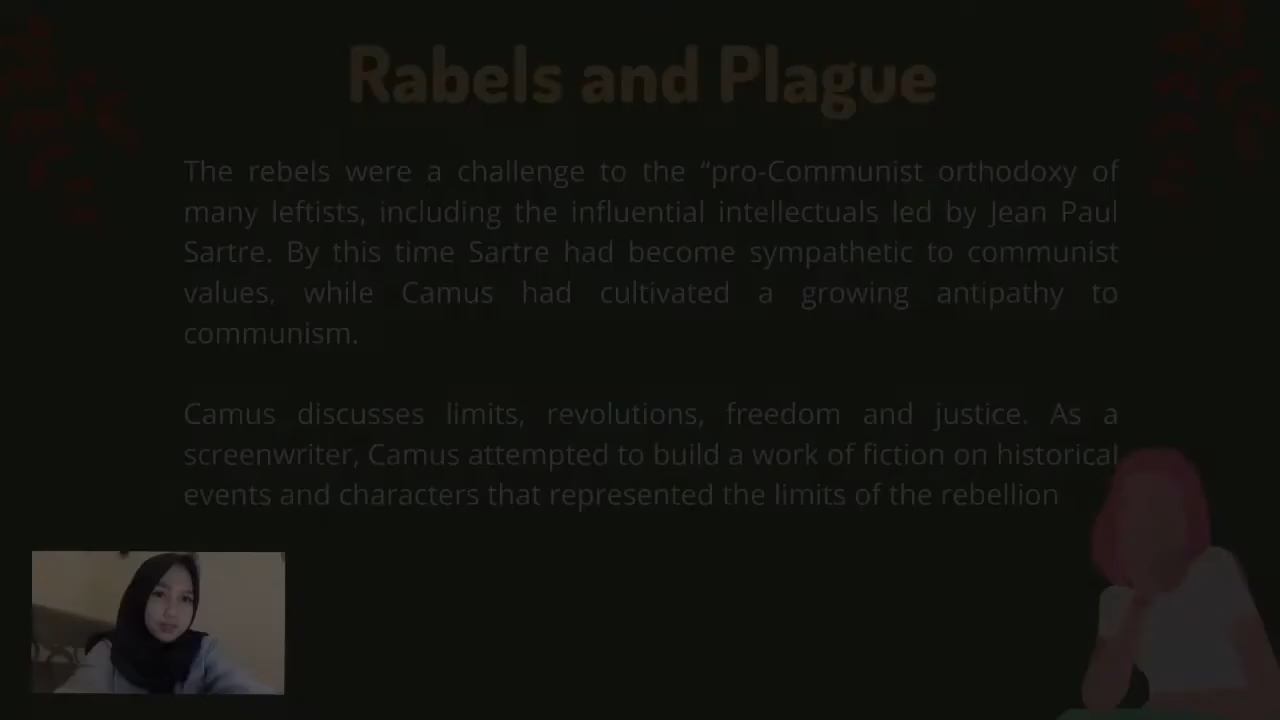 Rabels and Plague
The rebels were a challenge to the “pro-Communist orthodoxy of
many leftists, including the influential intellectuals led by Jean Paul
Sartre. By this time Sartre had become sympathetic to communist
values, while Camus had cultivated a growing antipathy to
communism.
Camus discusses limits, revolutions, freedom and justice. As a
screenwriter, Camus attempted to build a work of fiction on historical
events and characters that represented the limits of the rebellion